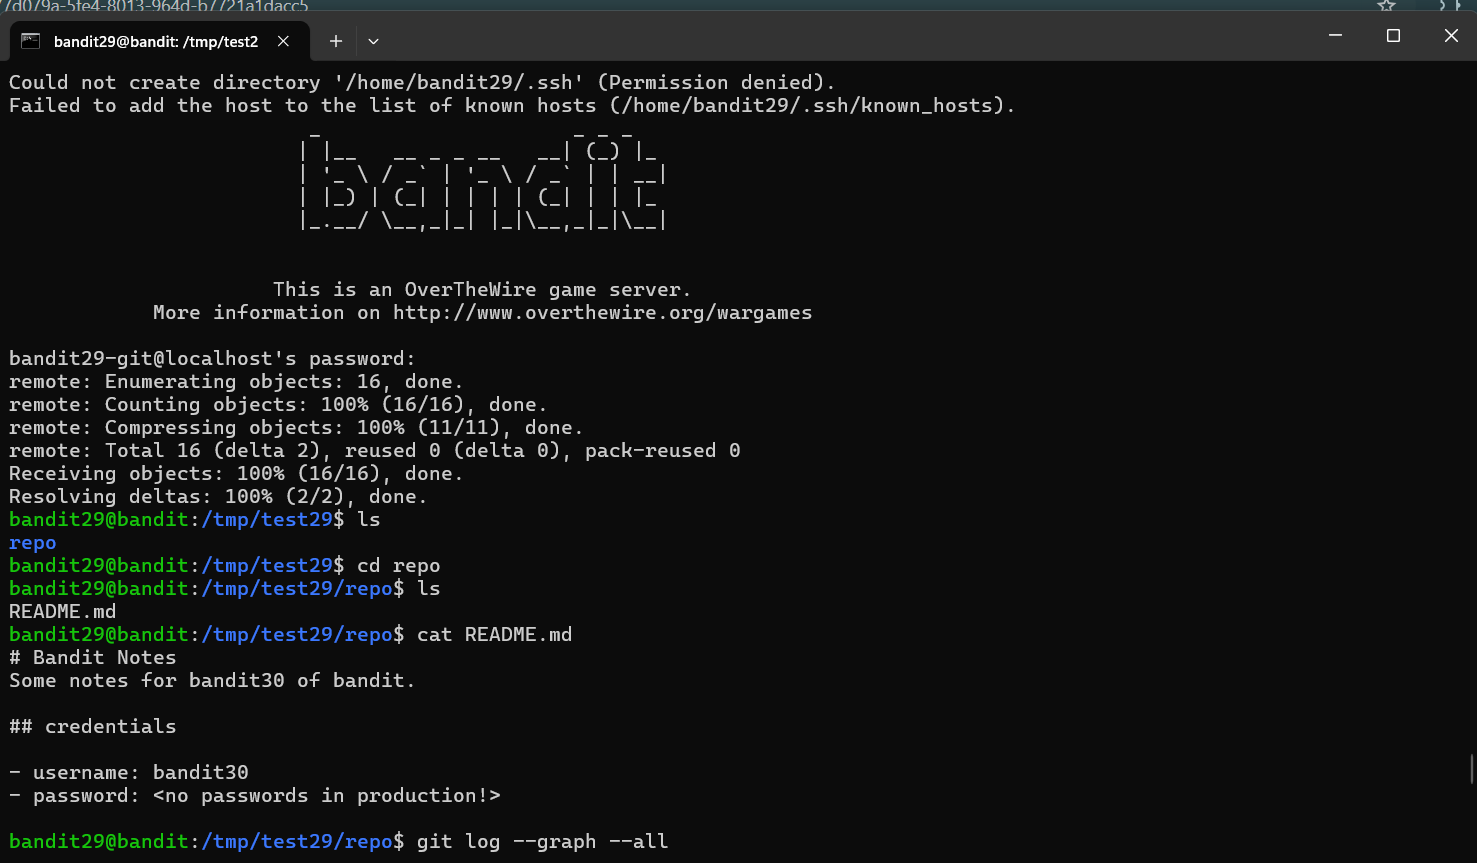 7d079a-5fe4-8013-964d-b7721a1dacc5
bandit29@bandit: /tmp/test2
Could not create directory '/home/bandit29/.ssh' (Permission denied).
Failed to add the host to the list of known hosts (/home/bandit29/.ssh/known_hosts).
                         _                     _ _ _
                        | |__   __ _ _ __   __| (_) |_
                        | '_ \ / _` | '_ \ / _` | | __|
                        | |_) | (_| | | | | (_| | | |_
                        |_.__/ \__,_|_| |_|\__,_|_|\__|
This is an OverTheWire game server.
More information on http://www.overthewire.org/wargames
bandit29-git@localhost's password:
remote: Enumerating objects: 16, done.
remote: Counting objects: 100% (16/16), done.
remote: Compressing objects: 100% (11/11), done.
remote: Total 16 (delta 2), reused 0 (delta 0), pack-reused 0
Receiving objects: 100% (16/16), done.
Resolving deltas: 100% (2/2), done.
bandit29@bandit:/tmp/test29$ ls
repo
bandit29@bandit:/tmp/test29$ cd repo
bandit29@bandit:/tmp/test29/repo$ ls
README.md
bandit29@bandit:/tmp/test29/repo$ cat README.md
# Bandit Notes
Some notes for bandit30 of bandit.
## credentials
- username: bandit30
- password: <no passwords in production!>
bandit29@bandit:/tmp/test29/repo$ git log --graph --all